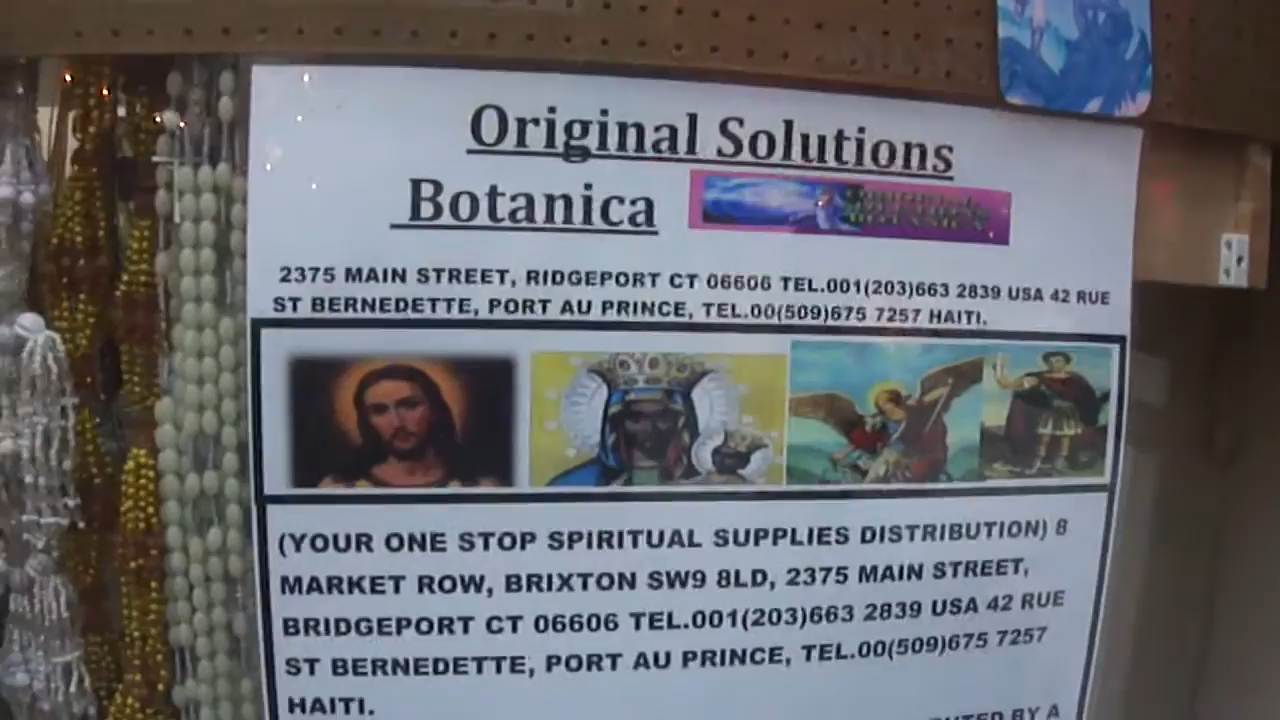 Original Solutions
Botanica
2375 MAIN STREET, RIDGEPORT CT 06606 TEL.001(203)663 2839 USA 42 RUE
ST BERNEDETTE, PORT AU PRINCE, TEL.00(509)675 7257 HAITI.
(YOUR ONE STOP SPIRITUAL SUPPLIES DISTRIBUTION) 8
MARKET ROW, BRIXTON SW9 8LD, 2375 MAIN STREET,
BRIDGEPORT CT 06606 TEL.001(203)663 2839 USA 42 RUE
ST BERNEDETTE, PORT AU PRINCE, TEL.00(509)675 7257
HAITI.
BY A